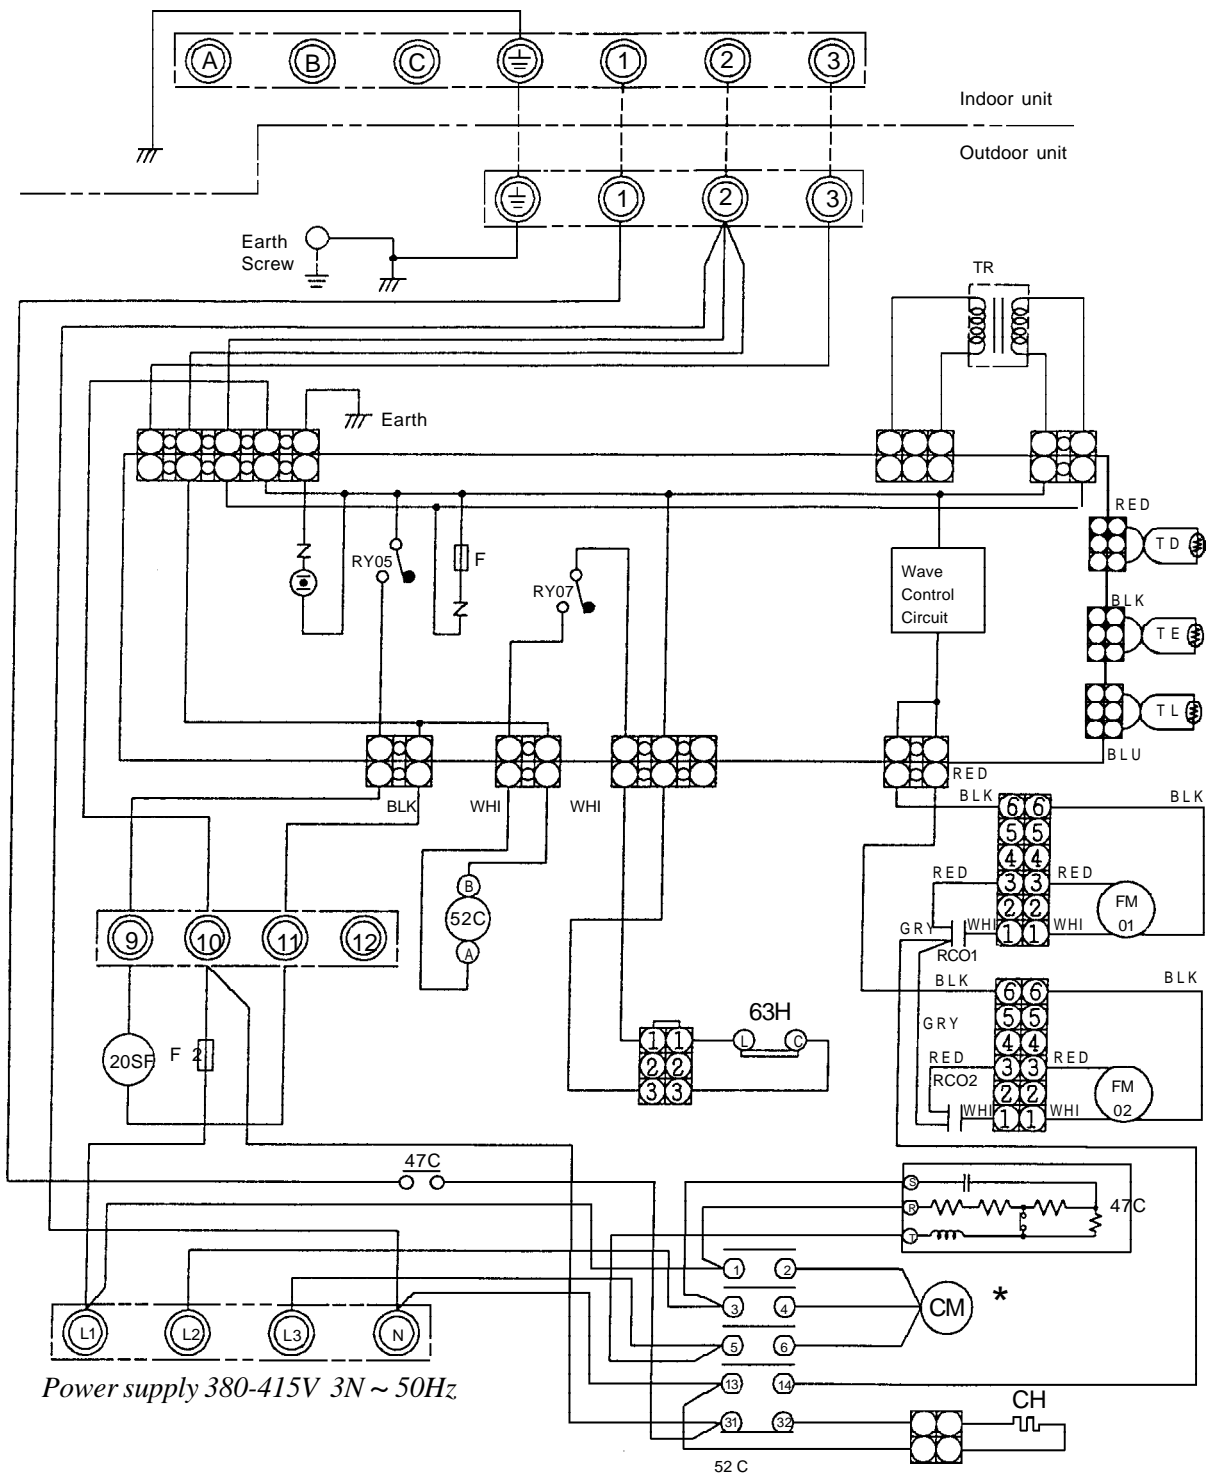 A B C 1 2 3
Indoor unit
Outdoor unit
1 2 3
Earth
Screw
TR
Earth
RED
TD
F
RY05
RY07
Wave
Control
Circuit
BLK
TE
TL
BLU
RED
BLK
WHI
WHI
BLK
BLK
6 6
5 5
4 4
RED
3 3
RED
FM
01
2 2
GRY
WHI
1 1
WHI
RCO1
B
52C
A
9 10 11 12
BLK
BLK
6 6
5 5
GRY
4 4
RED
3 3
RED
RCO2
FM
02
2 2
WHI
1 1
WHI
63H
1 1
L
C
2 2
3 3
20SF
F 2
47C
S
R
T
47C
1 2
3 4
CM
*
5 6
13 14
31 32
CH
52 C
L1 L2 L3 N
Power supply 380-415V 3N ~ 50Hz